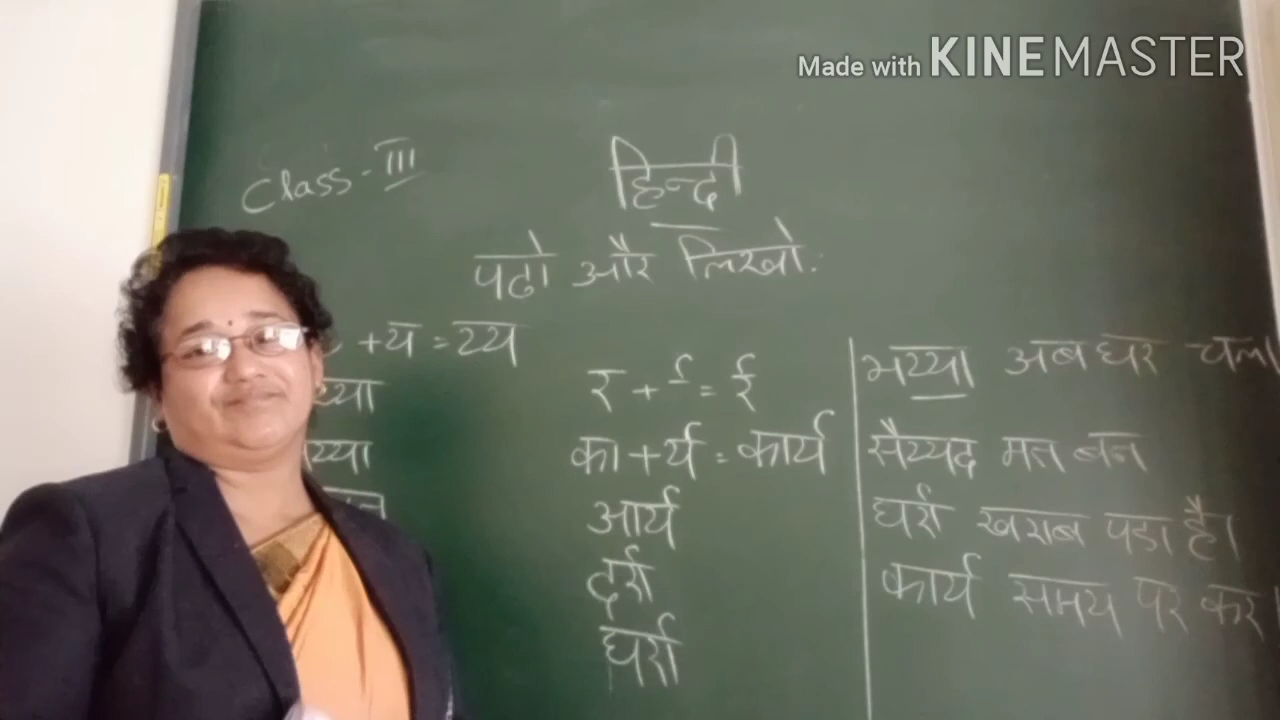 Made with KINEMASTER
Class - III
हिन्दी
पढो और लिखो:
+ य = य्य
य्या
र + र्ई = र्ई
का + र्य = कार्य
आर्य
दर्रा
घर्रा
भय्या अब घर चल
सैय्यद मत बन
घर्रा खराब पडा है।
कार्य समय पर कर।